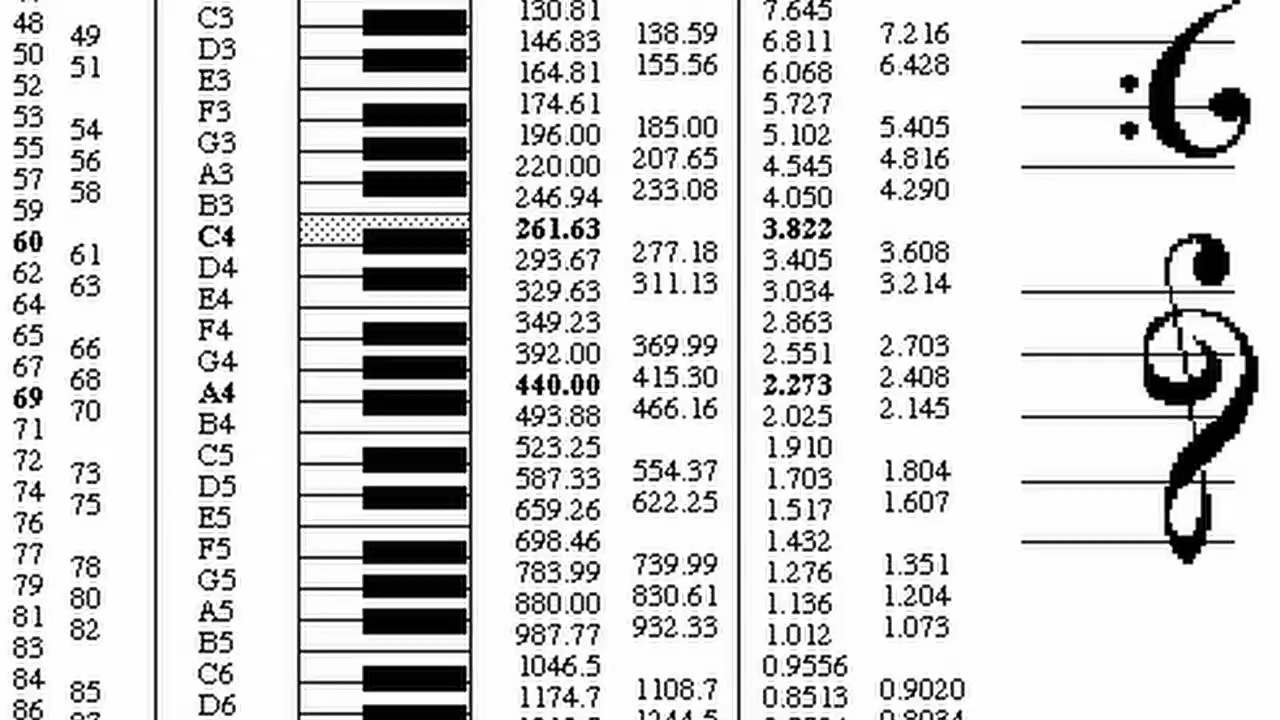 48 C3 130.81 7.645
49 138.59 7.216
50 D3 146.83 6.811
51 155.56 6.428
52 E3 164.81 6.068
53 F3 174.61 5.727
54 185.00 5.405
55 G3 196.00 5.102
56 207.65 4.816
57 A3 220.00 4.545
58 233.08 4.290
59 B3 246.94 4.050
60 C4 261.63 3.822
61 277.18 3.608
62 D4 293.67 3.405
63 311.13 3.214
64 E4 329.63 3.034
65 F4 349.23 2.863
66 369.99 2.703
67 G4 392.00 2.551
68 415.30 2.408
69 A4 440.00 2.273
70 466.16 2.145
71 B4 493.88 2.025
72 C5 523.25 1.910
73 554.37 1.804
74 D5 587.33 1.703
75 622.25 1.607
76 E5 659.26 1.517
77 F5 698.46 1.432
78 739.99 1.351
79 G5 783.99 1.276
80 830.61 1.204
81 A5 880.00 1.136
82 932.33 1.073
83 B5 987.77 1.012
84 C6 1046.5 0.9556
85 1108.7 0.9020
86 D6 1174.7 0.8513